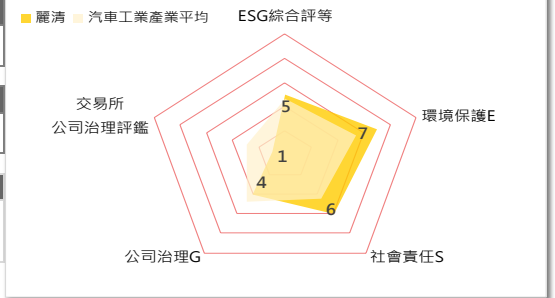 麗清 汽車工業產業平均
ESG綜合評等
5
交易所
公司治理評鑑
環境保護E
7
1
4
6
公司治理G
社會責任S